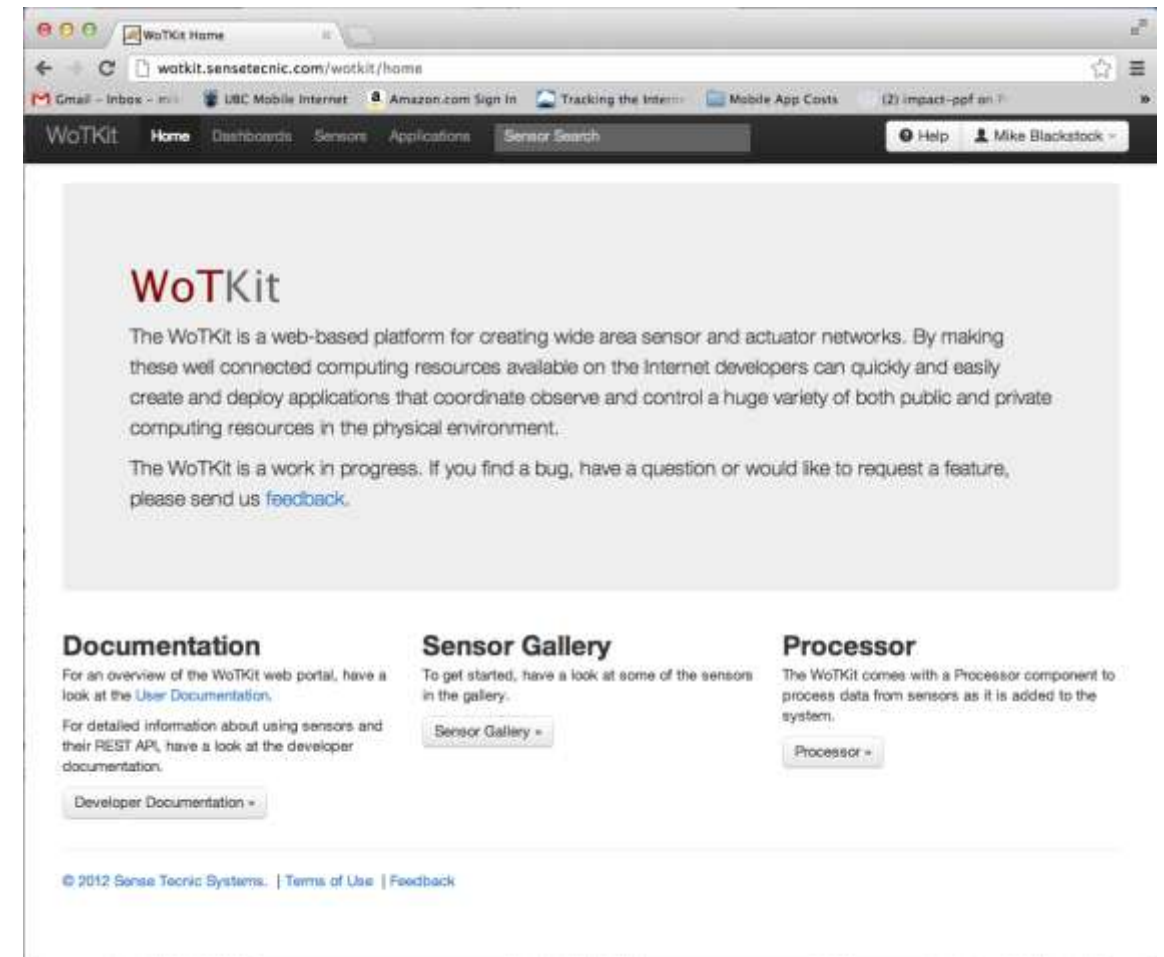 WoTKit Home
wotkit.sensetecnic.com/wotkit/home
Gmail - Inbox - UBC Mobile Internet Amazon.com Sign In Tracking the Mobile App Costs (2) impact-ppf on
WoTKit Home Dashboards Sensors Applications Sensor Search Help Mike Blackstock
WoTKit
The WoTKit is a web-based platform for creating wide area sensor and actuator networks. By making
these well connected computing resources available on the Internet developers can quickly and easily
create and deploy applications that coordinate observe and control a huge variety of both public and private
computing resources in the physical environment.
The WoTKit is a work in progress. If you find a bug, have a question or would like to request a feature,
please send us feedback.
Documentation
For an overview of the WoTKit web portal, have a
look at the User Documentation.
For detailed information about using sensors and
their REST API, have a look at the developer
documentation.
Developer Documentation »
Sensor Gallery
To get started, have a look at some of the sensors
in the gallery.
Sensor Gallery »
Processor
The WoTKit comes with a Processor component to
process data from sensors as it is added to the
system.
Processor »
© 2012 Sense Tecnic Systems. | Terms of Use | Feedback